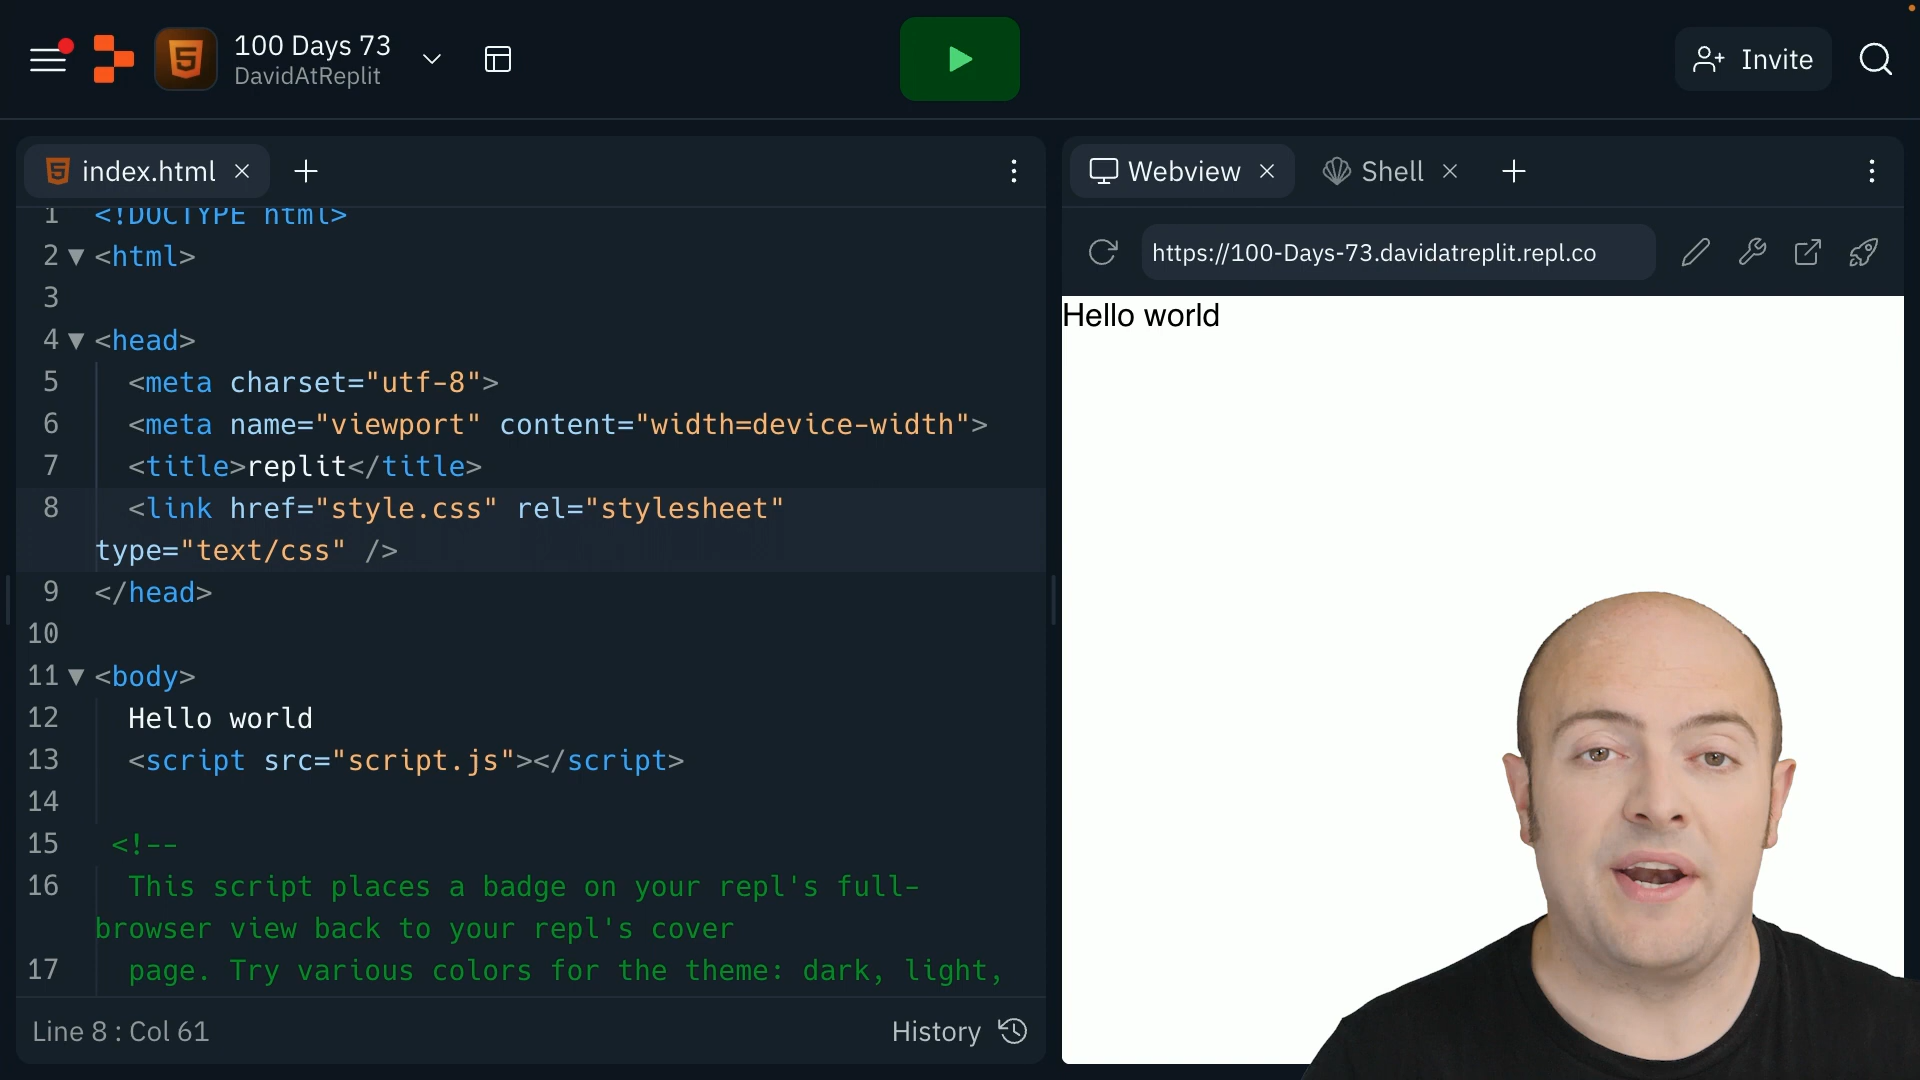 100 Days 73
DavidAtReplit
Invite
index.html
Webview
Shell
https://100-Days-73.davidatreplit.repl.co
1 <!DOCTYPE html>
2 <html>
3
4 <head>
5 <meta charset="utf-8">
6 <meta name="viewport" content="width=device-width">
7 <title>replit</title>
8 <link href="style.css" rel="stylesheet"
type="text/css" />
9 </head>
10
11 <body>
12 Hello world
13 <script src="script.js"></script>
14
15 <!--
16 This script places a badge on your repl's full-
browser view back to your repl's cover
17 page. Try various colors for the theme: dark, light,
Line 8 : Col 61
History
Hello world